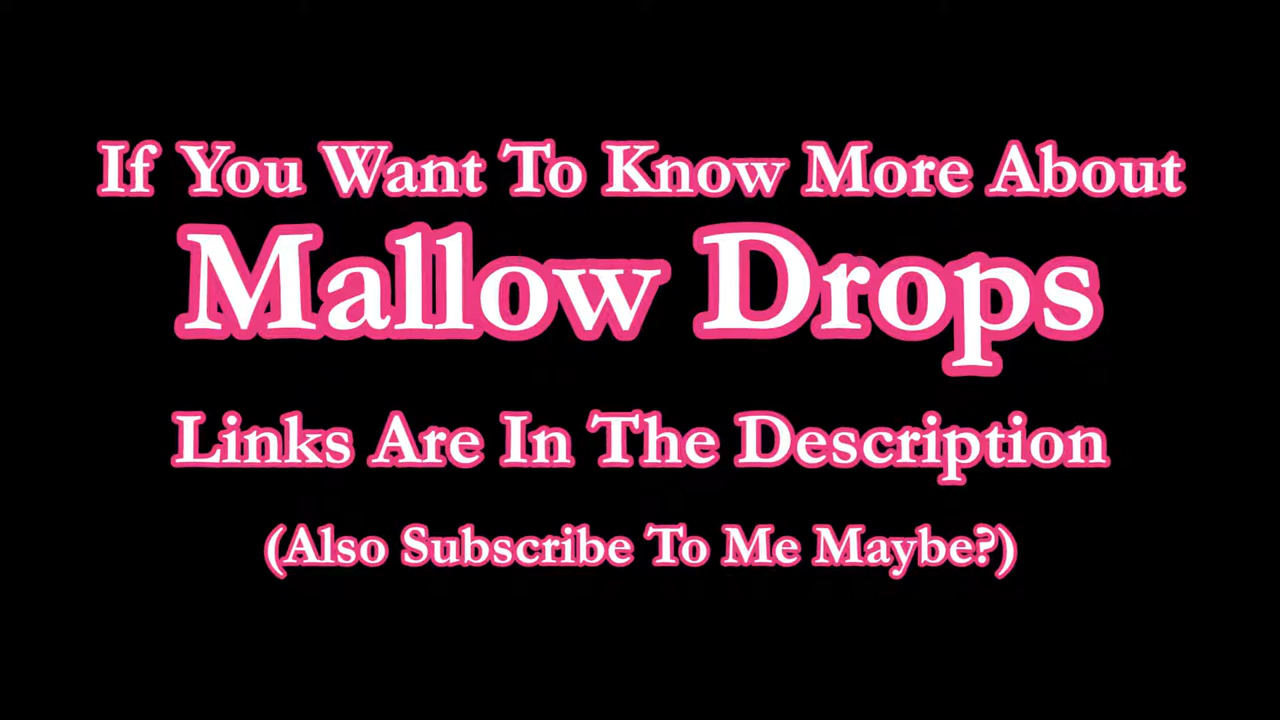 If You Want To Know More About
Mallow Drops
Links Are In The Description
(Also Subscribe To Me Maybe?)